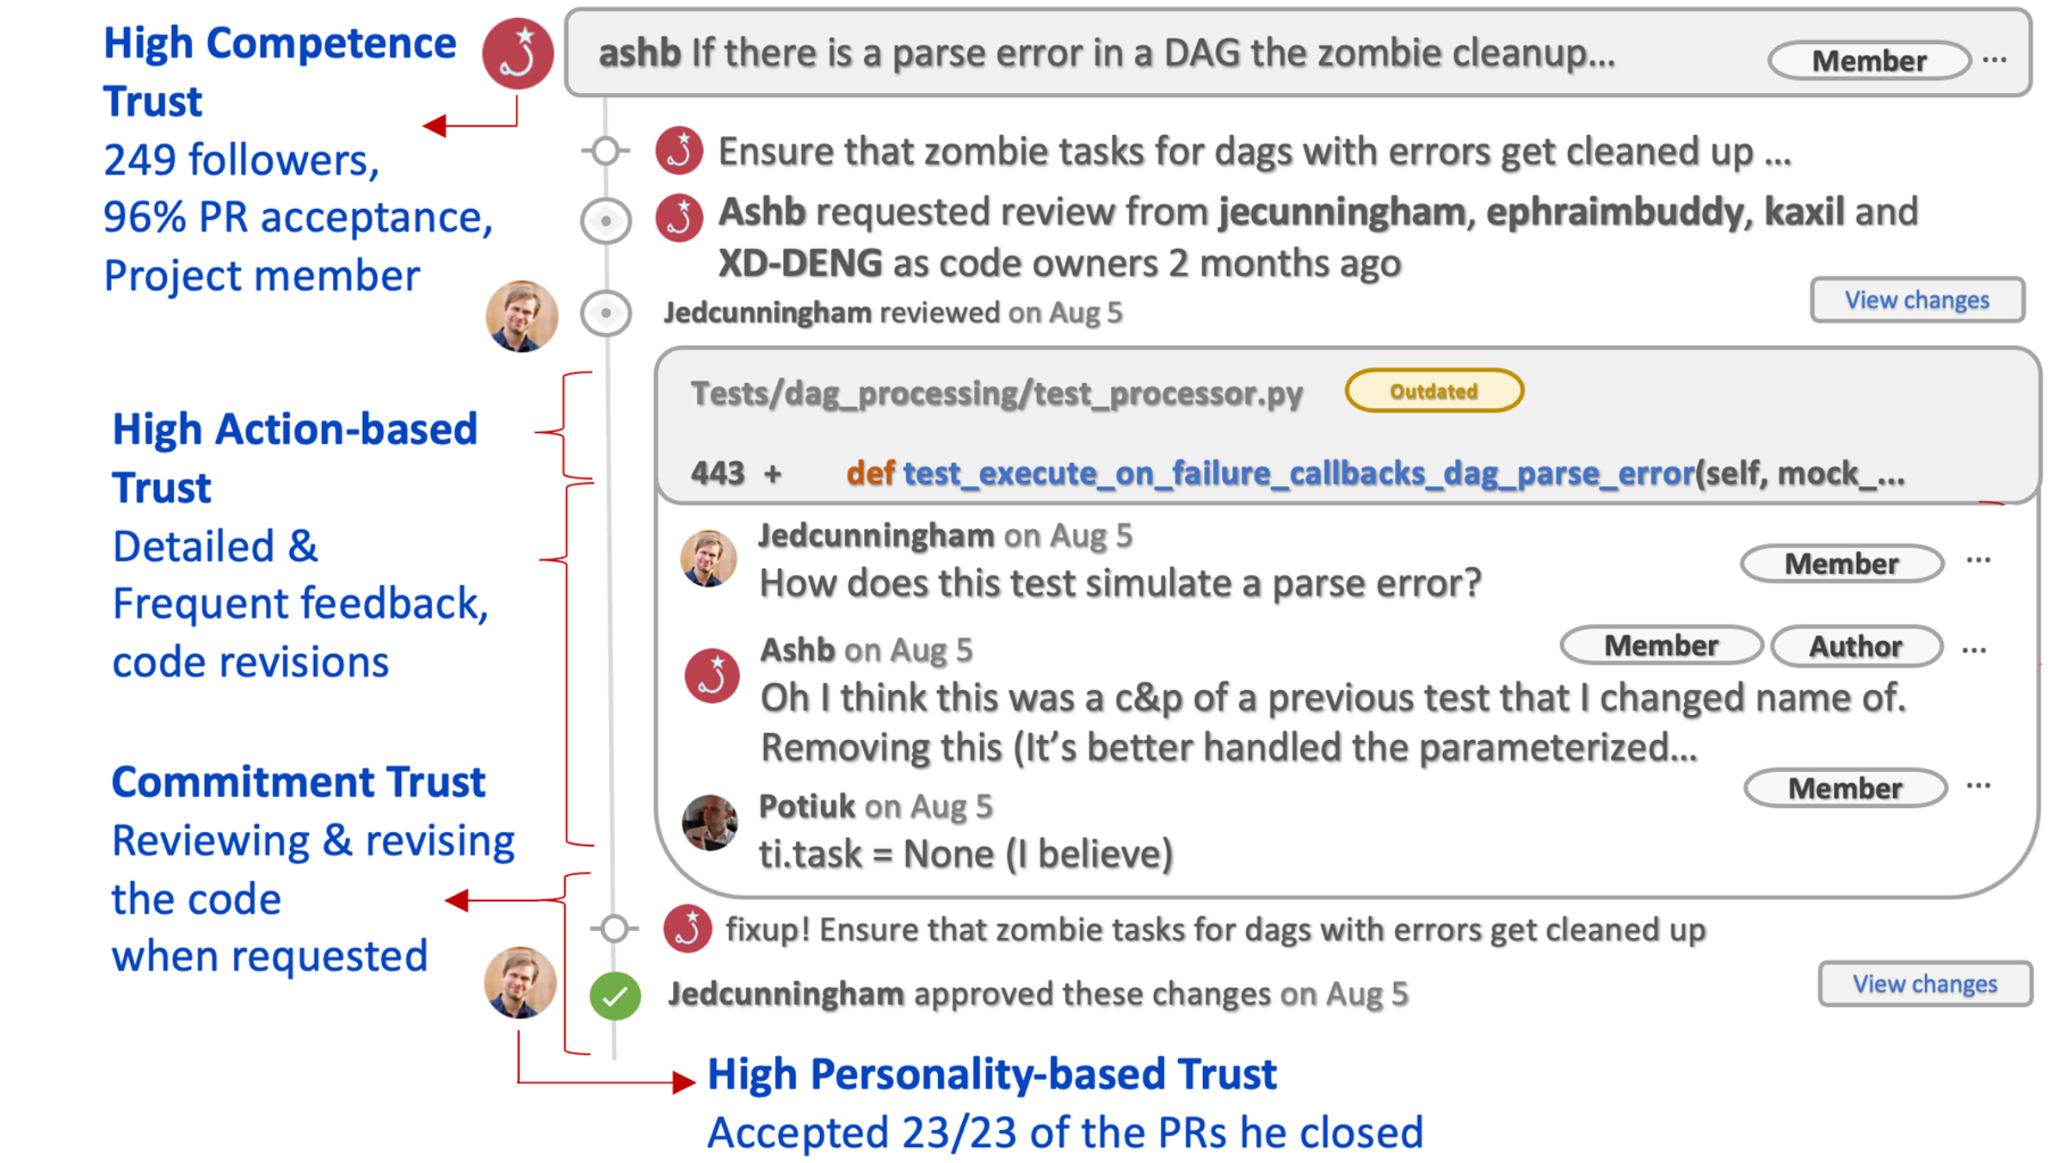 High Competence
Trust
249 followers,
96% PR acceptance,
Project member
ashb If there is a parse error in a DAG the zombie cleanup...
Member ...
Ensure that zombie tasks for dags with errors get cleaned up ...
Ashb requested review from jecunningham, ephraimbuddy, kaxil and
XD-DENG as code owners 2 months ago
Jedcunningham reviewed on Aug 5
View changes
High Action-based
Trust
Detailed &
Frequent feedback,
code revisions
Tests/dag_processing/test_processor.py
Outdated
443 + def test_execute_on_failure_callbacks_dag_parse_error(self, mock_...
Jedcunningham on Aug 5
Member ...
How does this test simulate a parse error?
Ashb on Aug 5
Member Author ...
Oh I think this was a c&p of a previous test that I changed name of.
Removing this (It's better handled the parameterized...
Potiuk on Aug 5
Member ...
ti.task = None (I believe)
Commitment Trust
Reviewing & revising
the code
when requested
fixup! Ensure that zombie tasks for dags with errors get cleaned up
Jedcunningham approved these changes on Aug 5
View changes
High Personality-based Trust
Accepted 23/23 of the PRs he closed